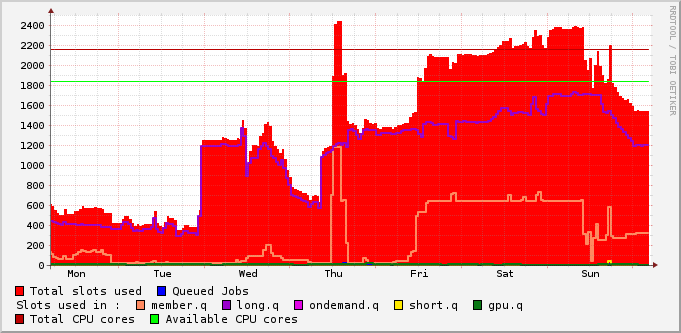 2400
2200
2000
1800
1600
1400
1200
1000
800
600
400
200
0
Mon Tue Wed Thu Fri Sat Sun
Total slots used Queued Jobs
Slots used in : member.q long.q ondemand.q short.q gpu.q
Total CPU cores Available CPU cores
RRDTOOL / TOBI OETIKER